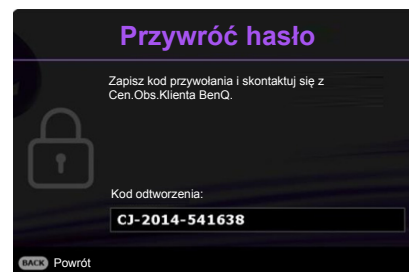 Przywróć hasło
Zapisz kod przywołania i skontaktuj się z
Cen.Obs.Klienta BenQ.
Kod odtworzenia:
CJ-2014-541638
BACK Powrót